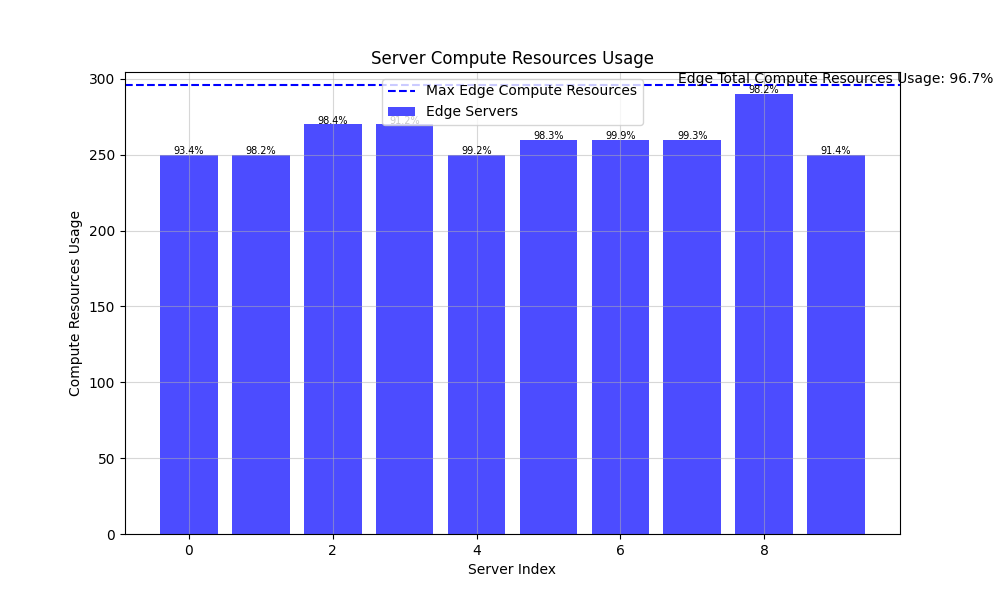 Server Compute Resources Usage
Edge Total Compute Resources Usage: 96.7%
Max Edge Compute Resources
Edge Servers
93.4%
98.2%
98.4%
91.2%
99.2%
98.3%
99.9%
99.3%
98.2%
91.4%
300
250
200
150
100
50
0
Compute Resources Usage
0 2 4 6 8
Server Index